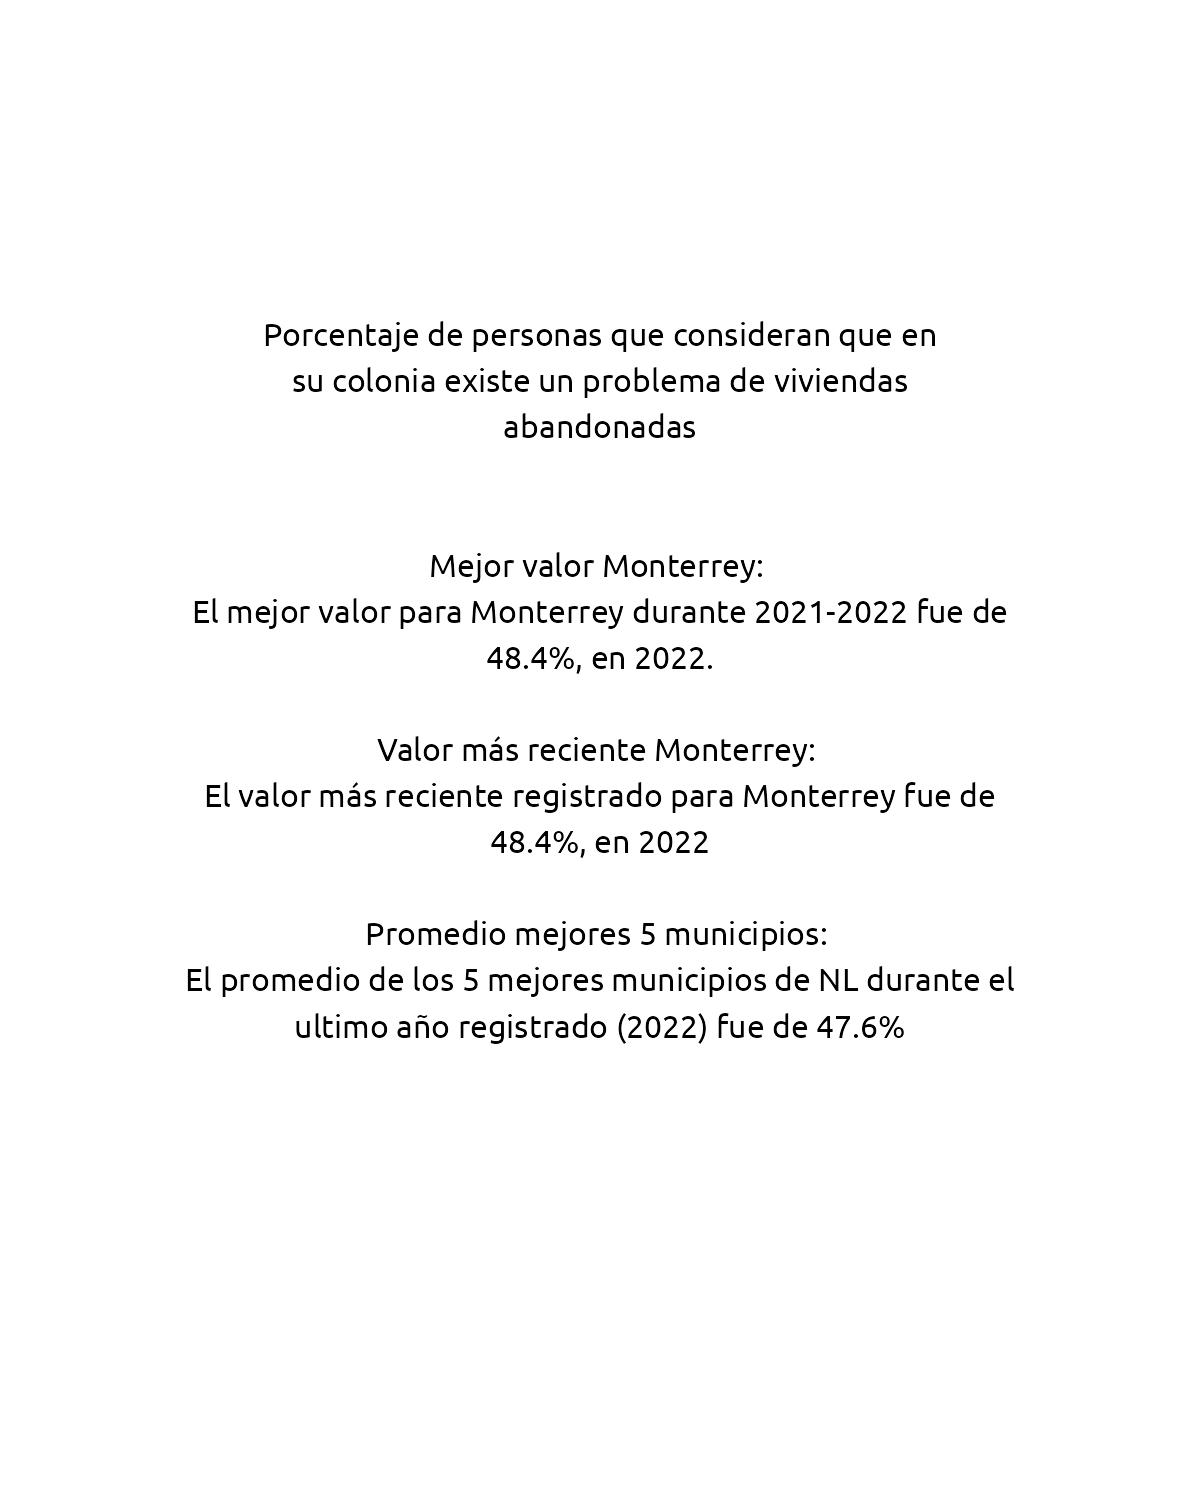 Porcentaje de personas que consideran que en
su colonia existe un problema de viviendas
abandonadas
Mejor valor Monterrey:
El mejor valor para Monterrey durante 2021-2022 fue de
48.4%, en 2022.
Valor más reciente Monterrey:
El valor más reciente registrado para Monterrey fue de
48.4%, en 2022
Promedio mejores 5 municipios:
El promedio de los 5 mejores municipios de NL durante el
ultimo año registrado (2022) fue de 47.6%